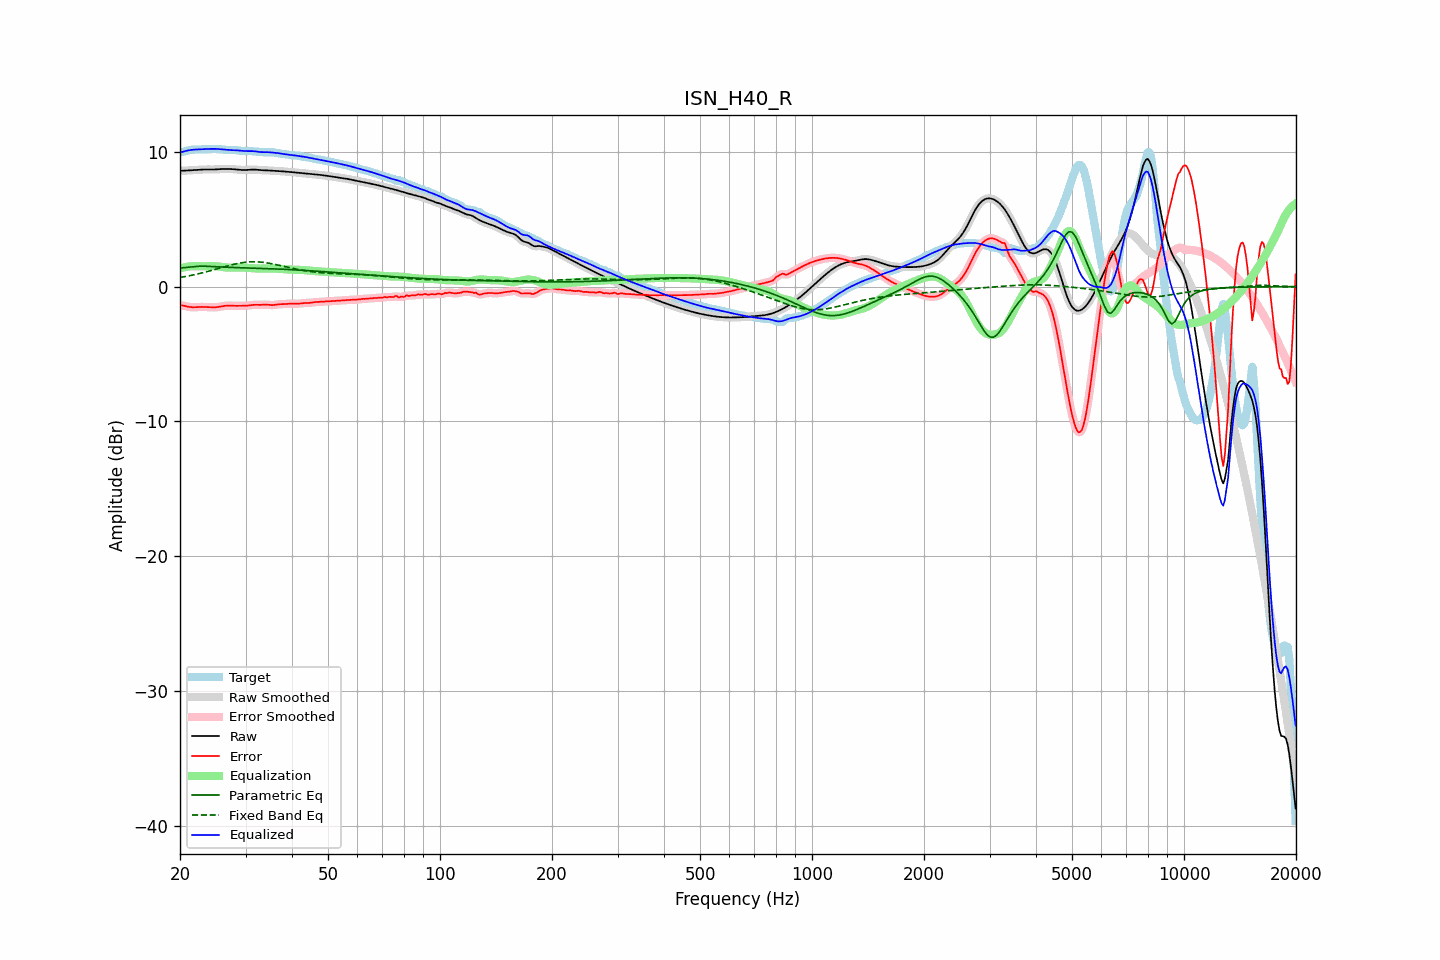 ISN_H40_R
10
0
−10
−20
−30
−40
Amplitude (dBr)
Target
Raw Smoothed
Error Smoothed
Raw
Error
Equalization
Parametric Eq
Fixed Band Eq
Equalized
20 50 100 200 500 1000 2000 5000 10000 20000
Frequency (Hz)